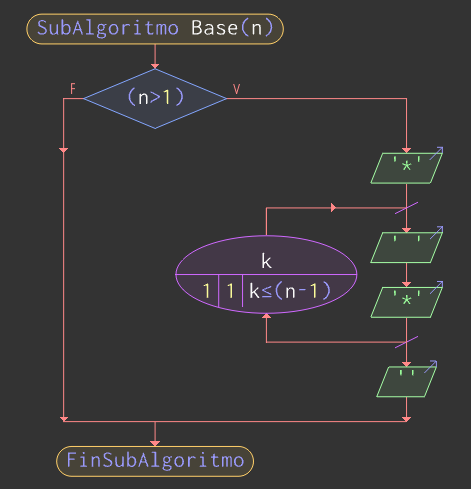 SubAlgoritmo Base(n)
F
(n>1)
V
'*'
' '
k
1 1 k≤(n-1)
'*'
''
FinSubAlgoritmo